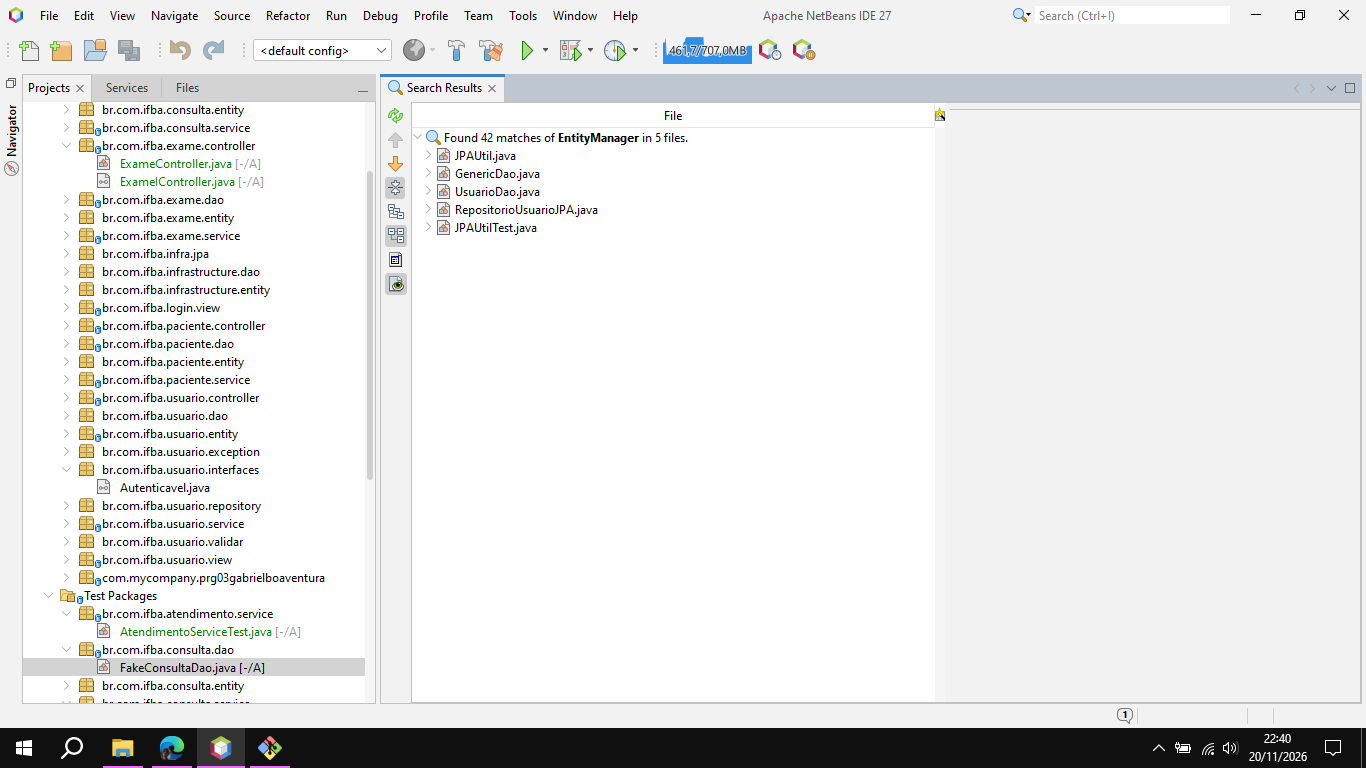 File Edit View Navigate Source Refactor Run Debug Profile Team Tools Window Help
Apache NetBeans IDE 27
Search (Ctrl+I)
<default config>
461,7/707,0MB
Navigator
Projects
Services
Files
br.com.ifba.consulta.entity
br.com.ifba.consulta.service
br.com.ifba.exame.controller
ExameController.java [-/A]
ExameIController.java [-/A]
br.com.ifba.exame.dao
br.com.ifba.exame.entity
br.com.ifba.exame.service
br.com.ifba.infra.jpa
br.com.ifba.infrastructure.dao
br.com.ifba.infrastructure.entity
br.com.ifba.login.view
br.com.ifba.paciente.controller
br.com.ifba.paciente.dao
br.com.ifba.paciente.entity
br.com.ifba.paciente.service
br.com.ifba.usuario.controller
br.com.ifba.usuario.dao
br.com.ifba.usuario.entity
br.com.ifba.usuario.exception
br.com.ifba.usuario.interfaces
Autenticavel.java
br.com.ifba.usuario.repository
br.com.ifba.usuario.service
br.com.ifba.usuario.validar
br.com.ifba.usuario.view
com.mycompany.prg03gabrielboaventura
Test Packages
br.com.ifba.atendimento.service
AtendimentoServiceTest.java [-/A]
br.com.ifba.consulta.dao
FakeConsultaDao.java [-/A]
br.com.ifba.consulta.entity
br.com.ifba.consulta.service
Search Results
File
Found 42 matches of EntityManager in 5 files.
JPAUtil.java
GenericDao.java
UsuarioDao.java
RepositorioUsuarioJPA.java
JPAUtilTest.java
1
22:40
20/11/2026